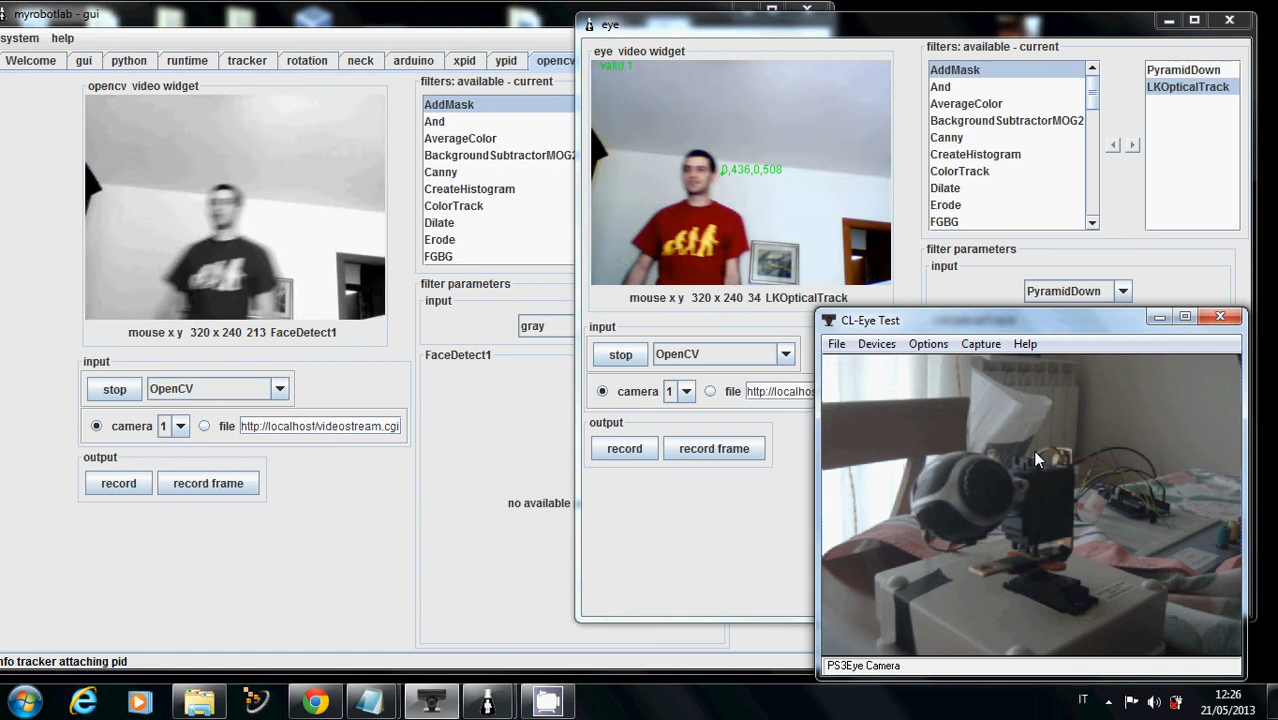 myrobotlab - gui
system help
Welcome gui python runtime tracker rotation neck arduino xpid ypid opencv
opencv video widget
mouse x y 320 x 240 213 FaceDetect1
input
stop OpenCV
camera 1 file http://localhost/videostream.cgi
output
record record frame
filters: available - current
AddMask
And
AverageColor
BackgroundSubtractorMOG2
Canny
CreateHistogram
ColorTrack
Dilate
Erode
FGBG
filter parameters
input
gray
FaceDetect1
no available
nfo tracker attaching pid
eye
eye video widget
valid 1
0,436,0,508
mouse x y 320 x 240 34 LKOpticalTrack
input
stop OpenCV
camera 1 file http://localhos
output
record record frame
filters: available - current
AddMask
And
AverageColor
BackgroundSubtractorMOG2
Canny
CreateHistogram
ColorTrack
Dilate
Erode
FGBG
PyramidDown
LKOpticalTrack
filter parameters
input
PyramidDown
CL-Eye Test
File Devices Options Capture Help
PS3Eye Camera
IT
12:26
21/05/2013